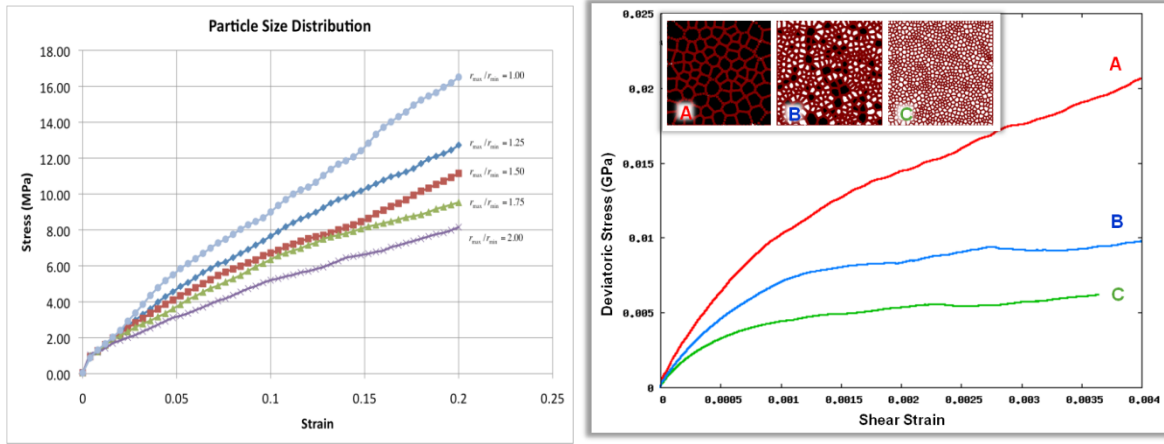 Particle Size Distribution
18.00
16.00
14.00
12.00
10.00
8.00
6.00
4.00
2.00
0.00
Stress (MPa)
r_max / r_min = 1.00
r_max / r_min = 1.25
r_max / r_min = 1.50
r_max / r_min = 1.75
r_max / r_min = 2.00
0 0.05 0.1 0.15 0.2 0.25
Strain
0.025
0.02
0.015
0.01
0.005
0
Deviatoric Stress (GPa)
A B C
A
B
C
0 0.0005 0.001 0.0015 0.002 0.0025 0.003 0.0035 0.004
Shear Strain